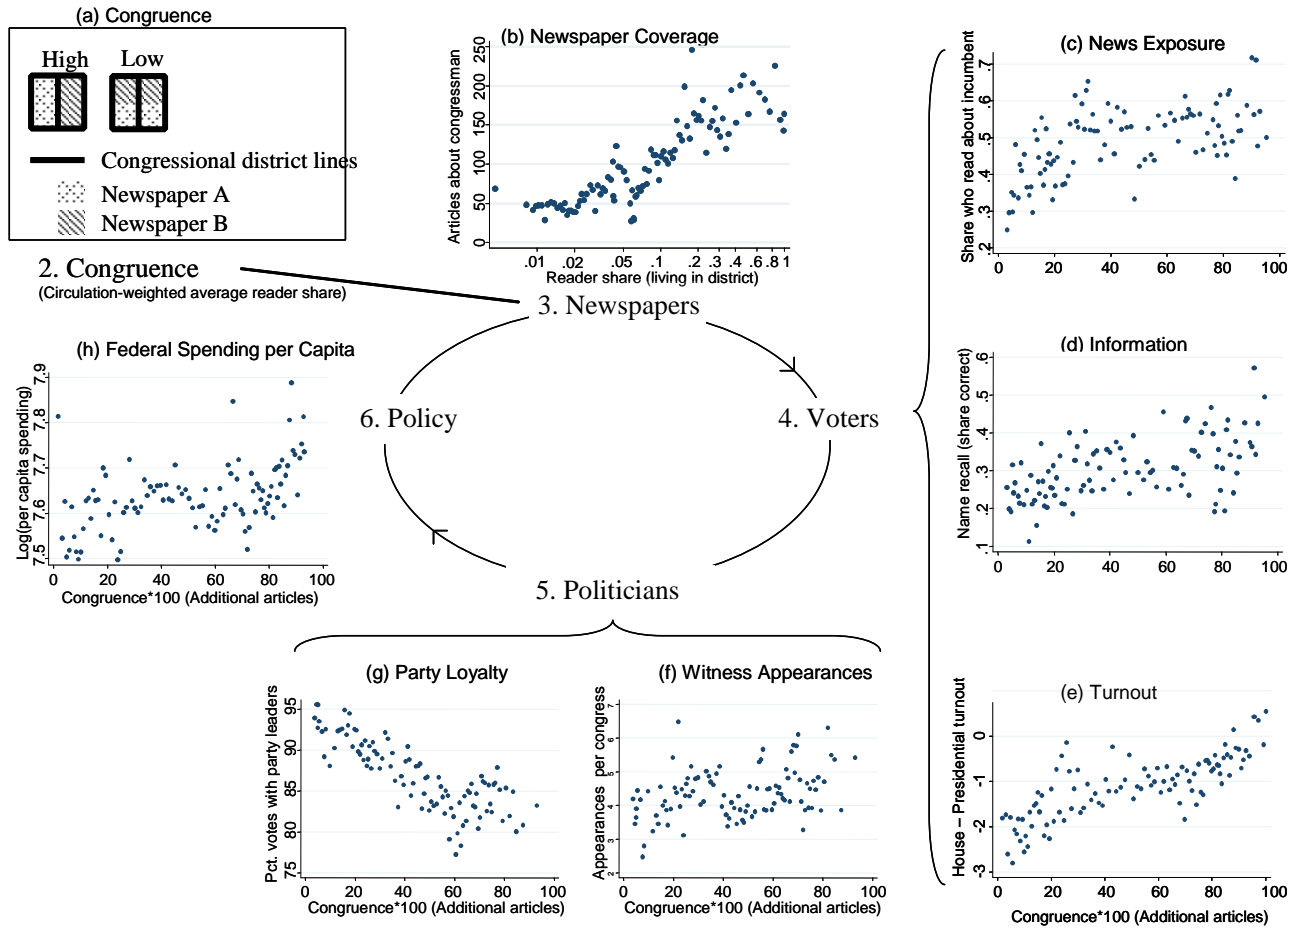 (a) Congruence
High Low
Congressional district lines
Newspaper A
Newspaper B
2. Congruence
(Circulation-weighted average reader share)
(b) Newspaper Coverage
Articles about congressman
0 50 100 150 200 250
.01 .02 .05 .1 .2 .3 .4 .6 .8 1
Reader share (living in district)
(c) News Exposure
Share who read about incumbent
.2 .3 .4 .5 .6 .7
0 20 40 60 80 100
3. Newspapers
4. Voters
5. Politicians
6. Policy
(h) Federal Spending per Capita
Log(per capita spending)
7.5 7.6 7.7 7.8 7.9
0 20 40 60 80 100
Congruence*100 (Additional articles)
(d) Information
Name recall (share correct)
.1 .2 .3 .4 .5 .6
0 20 40 60 80 100
(g) Party Loyalty
Pct. votes with party leaders
75 80 85 90 95
0 20 40 60 80 100
Congruence*100 (Additional articles)
(f) Witness Appearances
Appearances per congress
2 3 4 5 6 7
0 20 40 60 80 100
Congruence*100 (Additional articles)
(e) Turnout
House – Presidential turnout
-3 -2 -1 0
0 20 40 60 80 100
Congruence*100 (Additional articles)